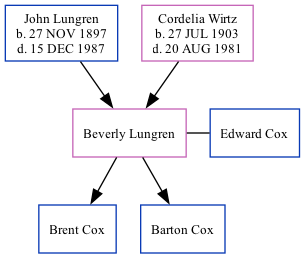 John Lungren
b. 27 NOV 1897
d. 15 DEC 1987
Cordelia Wirtz
b. 27 JUL 1903
d. 20 AUG 1981
Beverly Lungren
Edward Cox
Brent Cox
Barton Cox